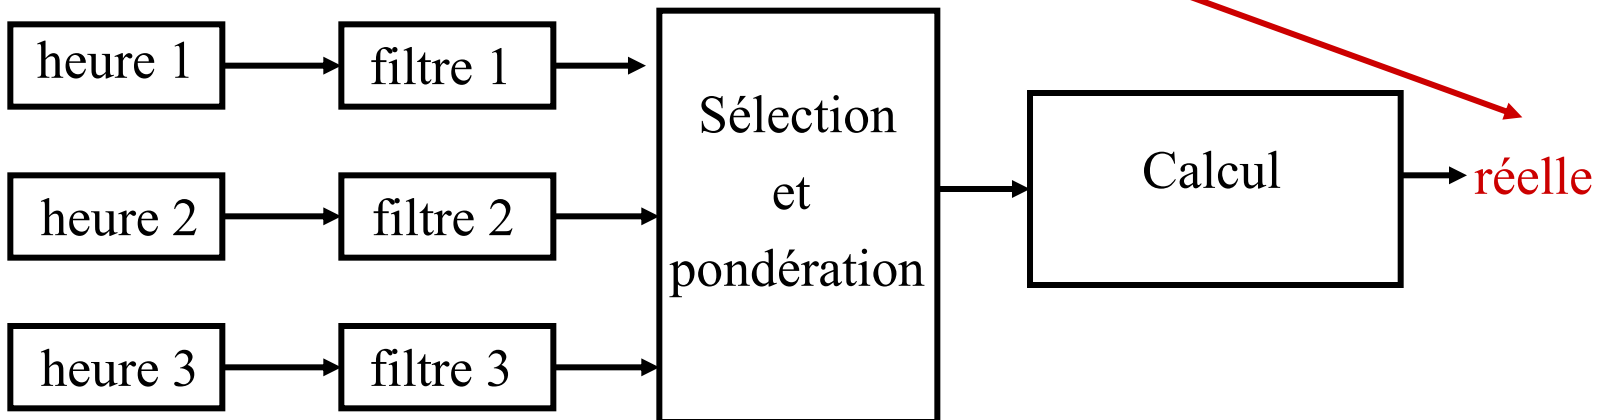 heure 1
filtre 1
heure 2
filtre 2
heure 3
filtre 3
Sélection
et
pondération
Calcul
réelle